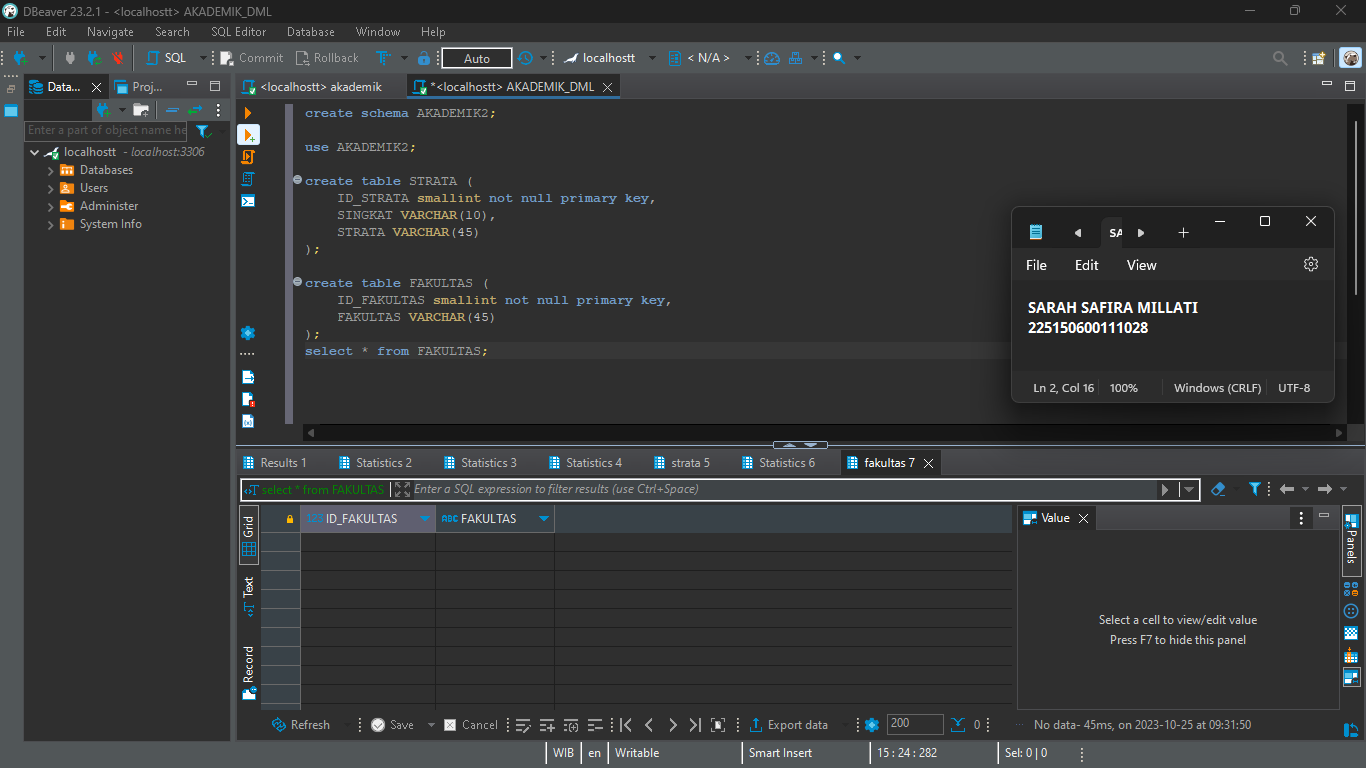 DBeaver 23.2.1 - <localhostt> AKADEMIK_DML
File Edit Navigate Search SQL Editor Database Window Help
SQL Commit Rollback Auto localhostt < N/A >
Data... Proj...
<localhostt> akademik *<localhostt> AKADEMIK_DML
Enter a part of object name he
localhostt - localhost:3306
Databases
Users
Administer
System Info
create schema AKADEMIK2;
use AKADEMIK2;
create table STRATA (
ID_STRATA smallint not null primary key,
SINGKAT VARCHAR(10),
STRATA VARCHAR(45)
);
create table FAKULTAS (
ID_FAKULTAS smallint not null primary key,
FAKULTAS VARCHAR(45)
);
select * from FAKULTAS;
SA
File Edit View
SARAH SAFIRA MILLATI
225150600111028
Ln 2, Col 16 100% Windows (CRLF) UTF-8
Results 1 Statistics 2 Statistics 3 Statistics 4 strata 5 Statistics 6 fakultas 7
select * from FAKULTAS Enter a SQL expression to filter results (use Ctrl+Space)
Grid
Text
Record
123 ID_FAKULTAS ABC FAKULTAS
Value
Select a cell to view/edit value
Press F7 to hide this panel
Panels
Refresh Save Cancel Export data 200 0 No data- 45ms, on 2023-10-25 at 09:31:50
WIB en Writable Smart Insert 15 : 24 : 282 Sel: 0 | 0